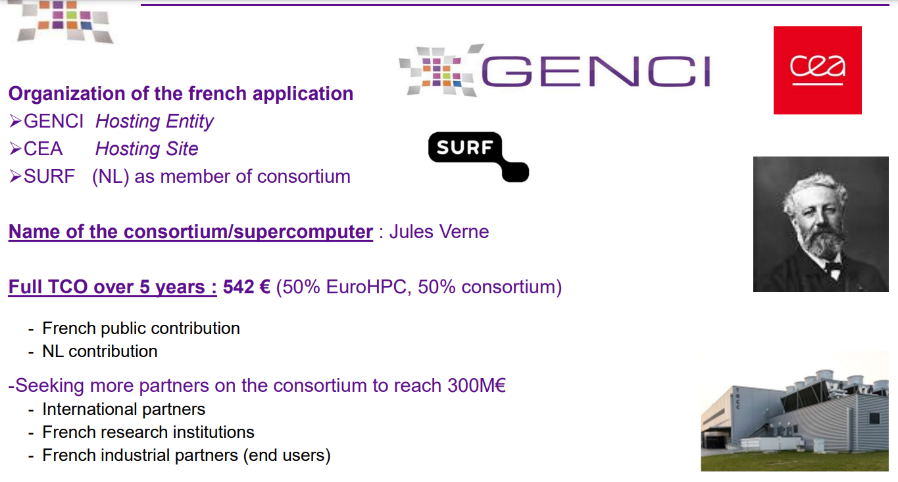 GENCI
cea
Organization of the french application
➢GENCI Hosting Entity
➢CEA Hosting Site
➢SURF (NL) as member of consortium
SURF
Name of the consortium/supercomputer : Jules Verne
Full TCO over 5 years : 542 € (50% EuroHPC, 50% consortium)
- French public contribution
- NL contribution
-Seeking more partners on the consortium to reach 300M€
- International partners
- French research institutions
- French industrial partners (end users)